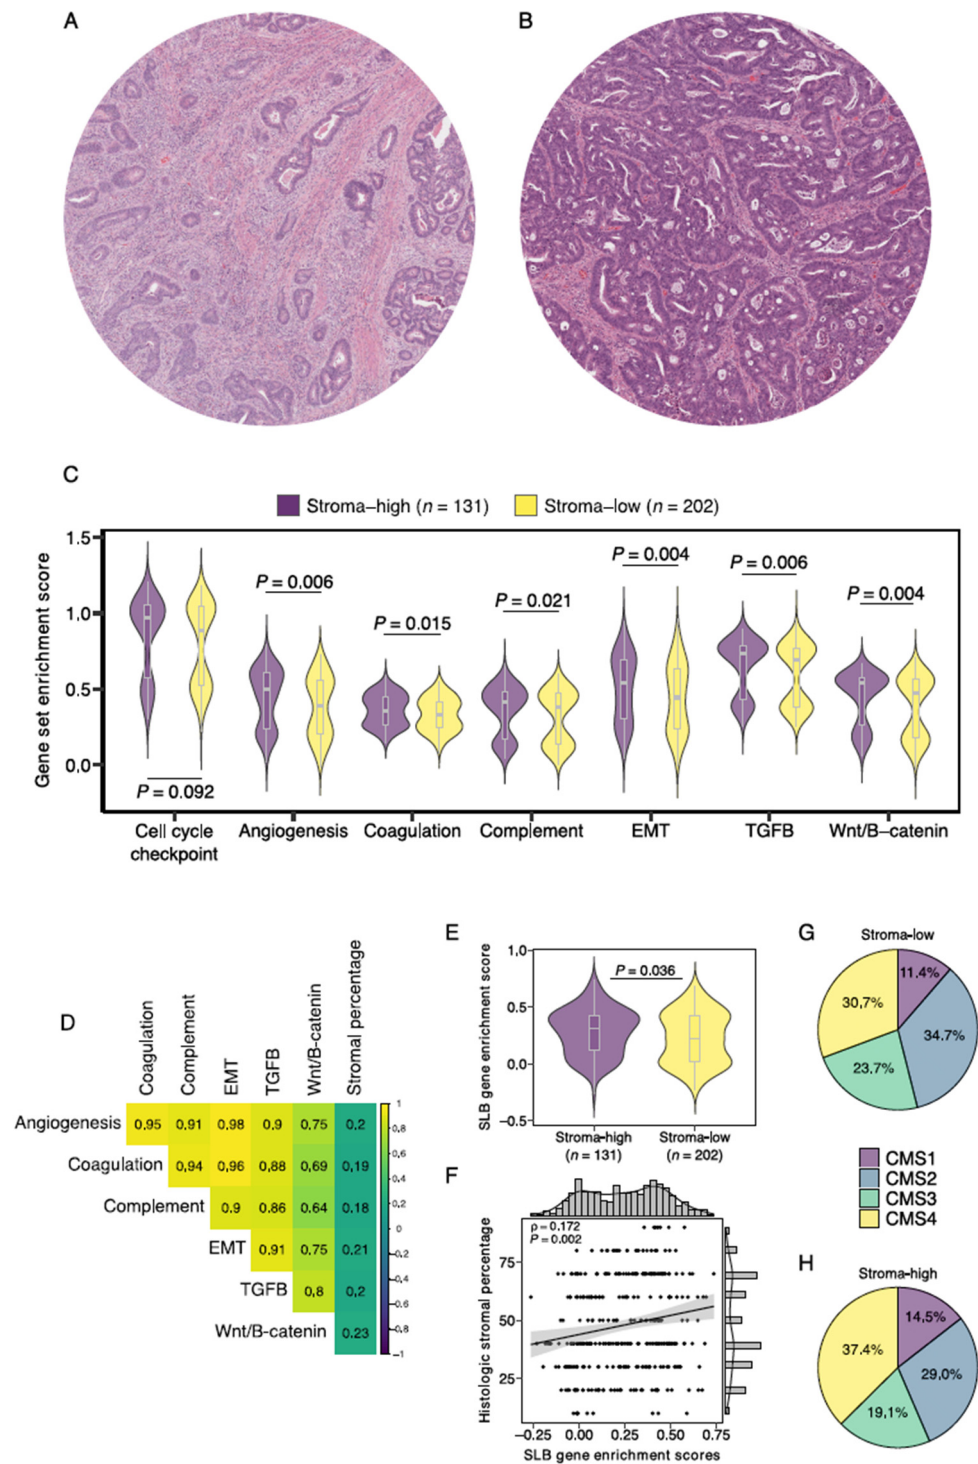 A
B
C
Stroma–high (n = 131)
Stroma–low (n = 202)
Gene set enrichment score
1.5
1.0
0.5
0.0
P = 0.092
P = 0.006
P = 0.015
P = 0.021
P = 0.004
P = 0.006
P = 0.004
Cell cycle
checkpoint
Angiogenesis
Coagulation
Complement
EMT
TGFB
Wnt/B–catenin
D
Coagulation
Complement
EMT
TGFB
Wnt/B-catenin
Stromal percentage
Angiogenesis 0.95 0.91 0.98 0.9 0.75 0.2
Coagulation 0,94 0,96 0,88 0,69 0,19
Complement 0.9 0.86 0.64 0.18
EMT 0,91 0,75 0,21
TGFB 0,8 0,2
Wnt/B-catenin 0.23
1
0,8
0.6
0.4
0.2
0
–0.2
–0.4
–0.6
–0,8
–1
E
SLB gene enrichment score
1.0
0.5
0.0
–0.5
P = 0.036
Stroma-high
(n = 131)
Stroma-low
(n = 202)
F
Histologic stromal percentage
ρ = 0.172
P = 0.002
75
50
25
–0.25 0.00 0.25 0.50 0.75
SLB gene enrichment scores
G
Stroma-low
11,4%
34.7%
23.7%
30,7%
CMS1
CMS2
CMS3
CMS4
H
Stroma-high
14,5%
29,0%
19,1%
37.4%